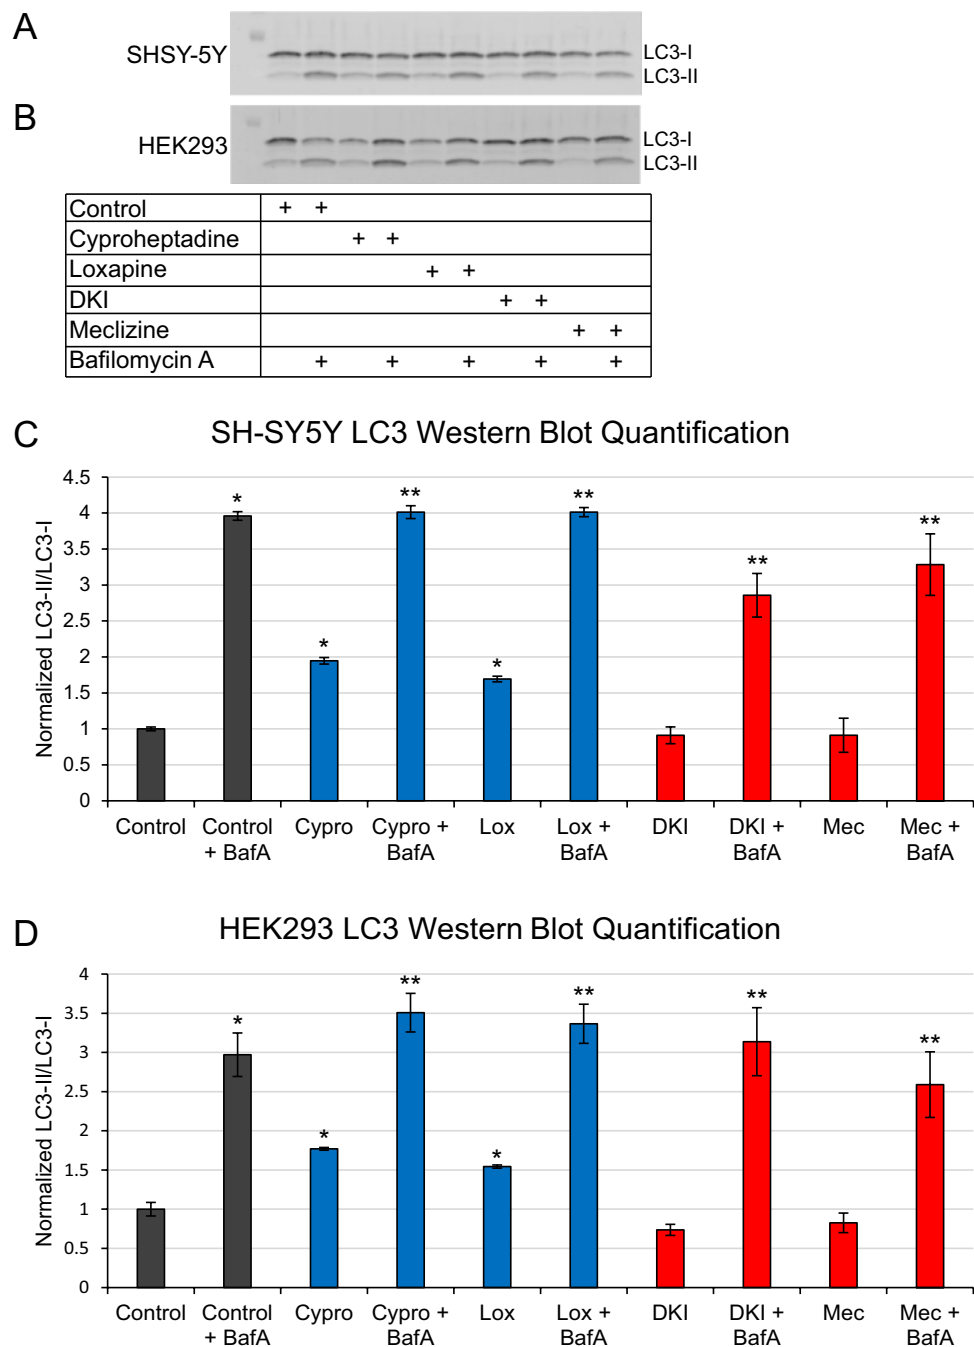 A
SHSY-5Y
LC3-I
LC3-II
B
HEK293
LC3-I
LC3-II
Control + +
Cyproheptadine + +
Loxapine + +
DKI + +
Meclizine + +
Bafilomycin A + + + + +
C
SH-SY5Y LC3 Western Blot Quantification
Normalized LC3-II/LC3-I
4.5
4
3.5
3
2.5
2
1.5
1
0.5
0
* * ** * ** ** **
Control
Control + BafA
Cypro
Cypro + BafA
Lox
Lox + BafA
DKI
DKI + BafA
Mec
Mec + BafA
D
HEK293 LC3 Western Blot Quantification
Normalized LC3-II/LC3-I
4
3.5
3
2.5
2
1.5
1
0.5
0
* * ** * ** ** **
Control
Control + BafA
Cypro
Cypro + BafA
Lox
Lox + BafA
DKI
DKI + BafA
Mec
Mec + BafA